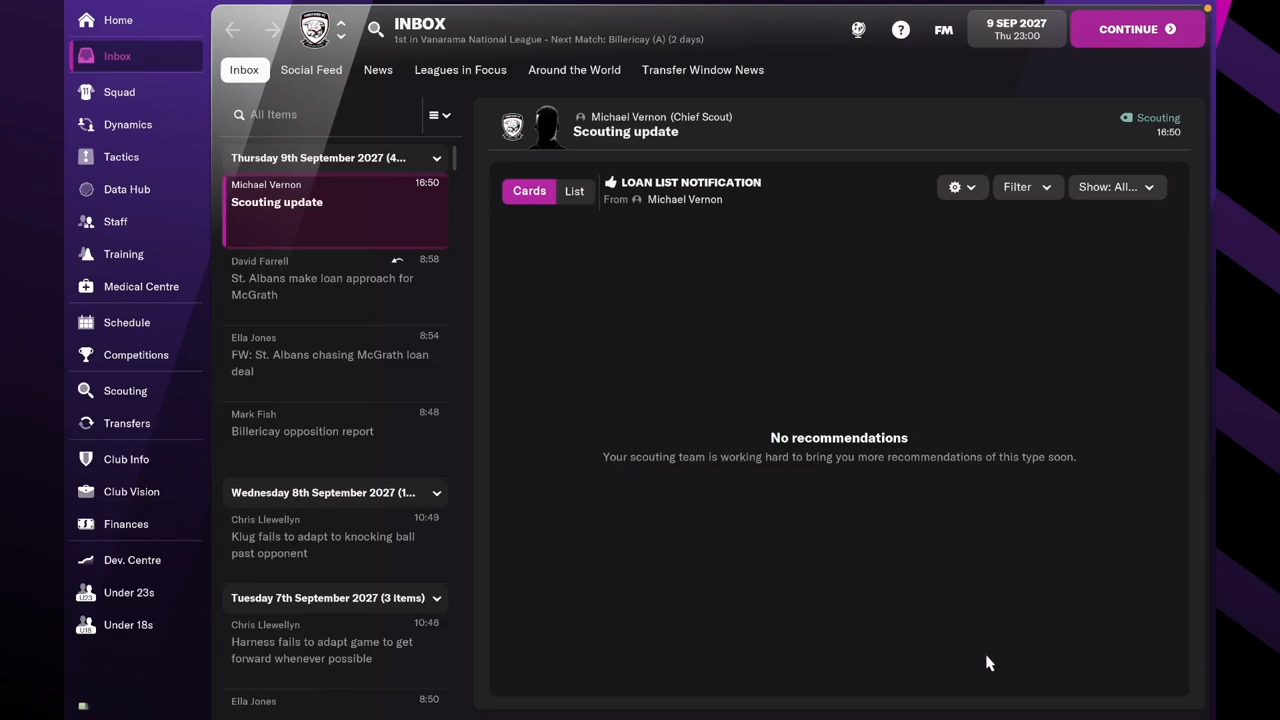 Home
Inbox
Squad
Dynamics
Tactics
Data Hub
Staff
Training
Medical Centre
Schedule
Competitions
Scouting
Transfers
Club Info
Club Vision
Finances
Dev. Centre
U23 Under 23s
U18 Under 18s
INBOX
1st in Vanarama National League - Next Match: Billericay (A) (2 days)
FM
9 SEP 2027
Thu 23:00
CONTINUE
Inbox
Social Feed
News
Leagues in Focus
Around the World
Transfer Window News
All Items
Thursday 9th September 2027 (4...
Michael Vernon 16:50
Scouting update
David Farrell 8:58
St. Albans make loan approach for
McGrath
Ella Jones 8:54
FW: St. Albans chasing McGrath loan
deal
Mark Fish 8:48
Billericay opposition report
Wednesday 8th September 2027 (1...
Chris Llewellyn 10:49
Klug fails to adapt to knocking ball
past opponent
Tuesday 7th September 2027 (3 Items)
Chris Llewellyn 10:46
Harness fails to adapt game to get
forward whenever possible
Ella Jones 8:50
Michael Vernon (Chief Scout)
Scouting update
Scouting
16:50
Cards
List
LOAN LIST NOTIFICATION
From Michael Vernon
Filter
Show: All...
No recommendations
Your scouting team is working hard to bring you more recommendations of this type soon.